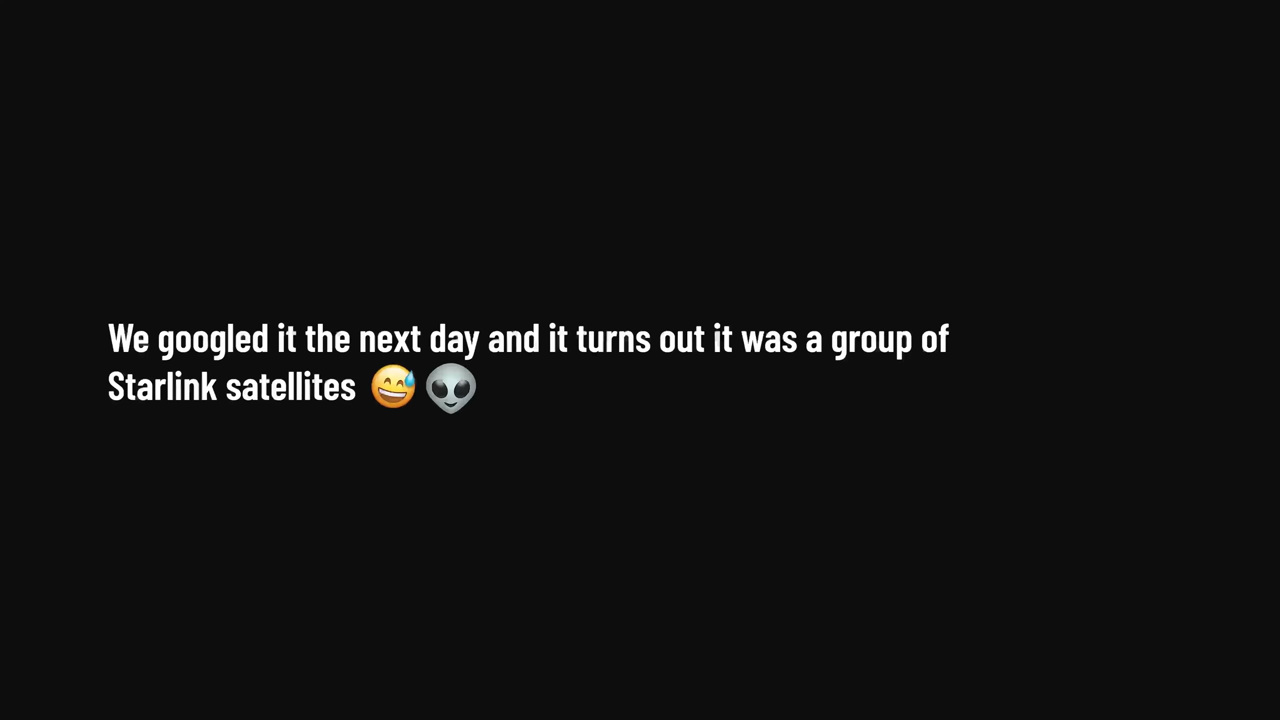 We googled it the next day and it turns out it was a group of
Starlink satellites 😅👽